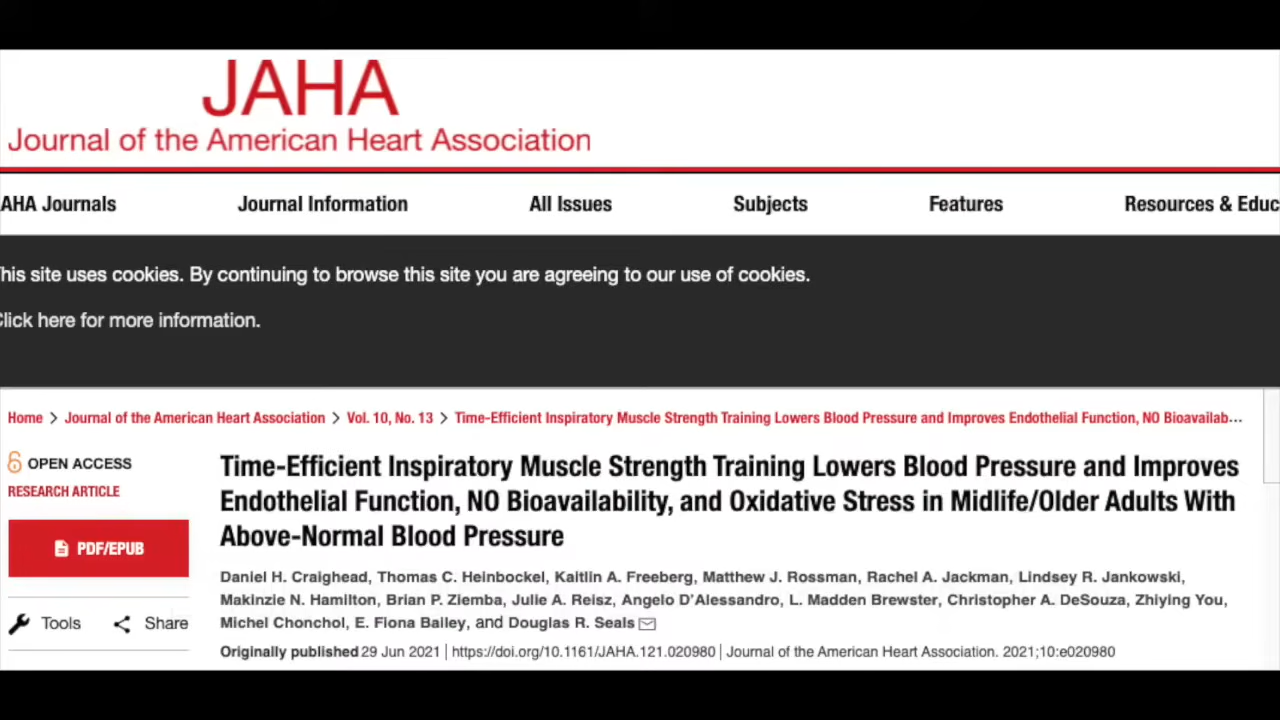 JAHA
Journal of the American Heart Association
AHA Journals Journal Information All Issues Subjects Features Resources & Educ
his site uses cookies. By continuing to browse this site you are agreeing to our use of cookies.
lick here for more information.
Home > Journal of the American Heart Association > Vol. 10, No. 13 > Time-Efficient Inspiratory Muscle Strength Training Lowers Blood Pressure and Improves Endothelial Function, NO Bioavailab...
OPEN ACCESS
RESEARCH ARTICLE
PDF/EPUB
Tools Share
Time-Efficient Inspiratory Muscle Strength Training Lowers Blood Pressure and Improves
Endothelial Function, NO Bioavailability, and Oxidative Stress in Midlife/Older Adults With
Above-Normal Blood Pressure
Daniel H. Craighead, Thomas C. Heinbockel, Kaitlin A. Freeberg, Matthew J. Rossman, Rachel A. Jackman, Lindsey R. Jankowski,
Makinzie N. Hamilton, Brian P. Ziemba, Julie A. Reisz, Angelo D'Alessandro, L. Madden Brewster, Christopher A. DeSouza, Zhiying You,
Michel Chonchol, E. Fiona Bailey, and Douglas R. Seals
Originally published 29 Jun 2021 | https://doi.org/10.1161/JAHA.121.020980 | Journal of the American Heart Association. 2021;10:e020980